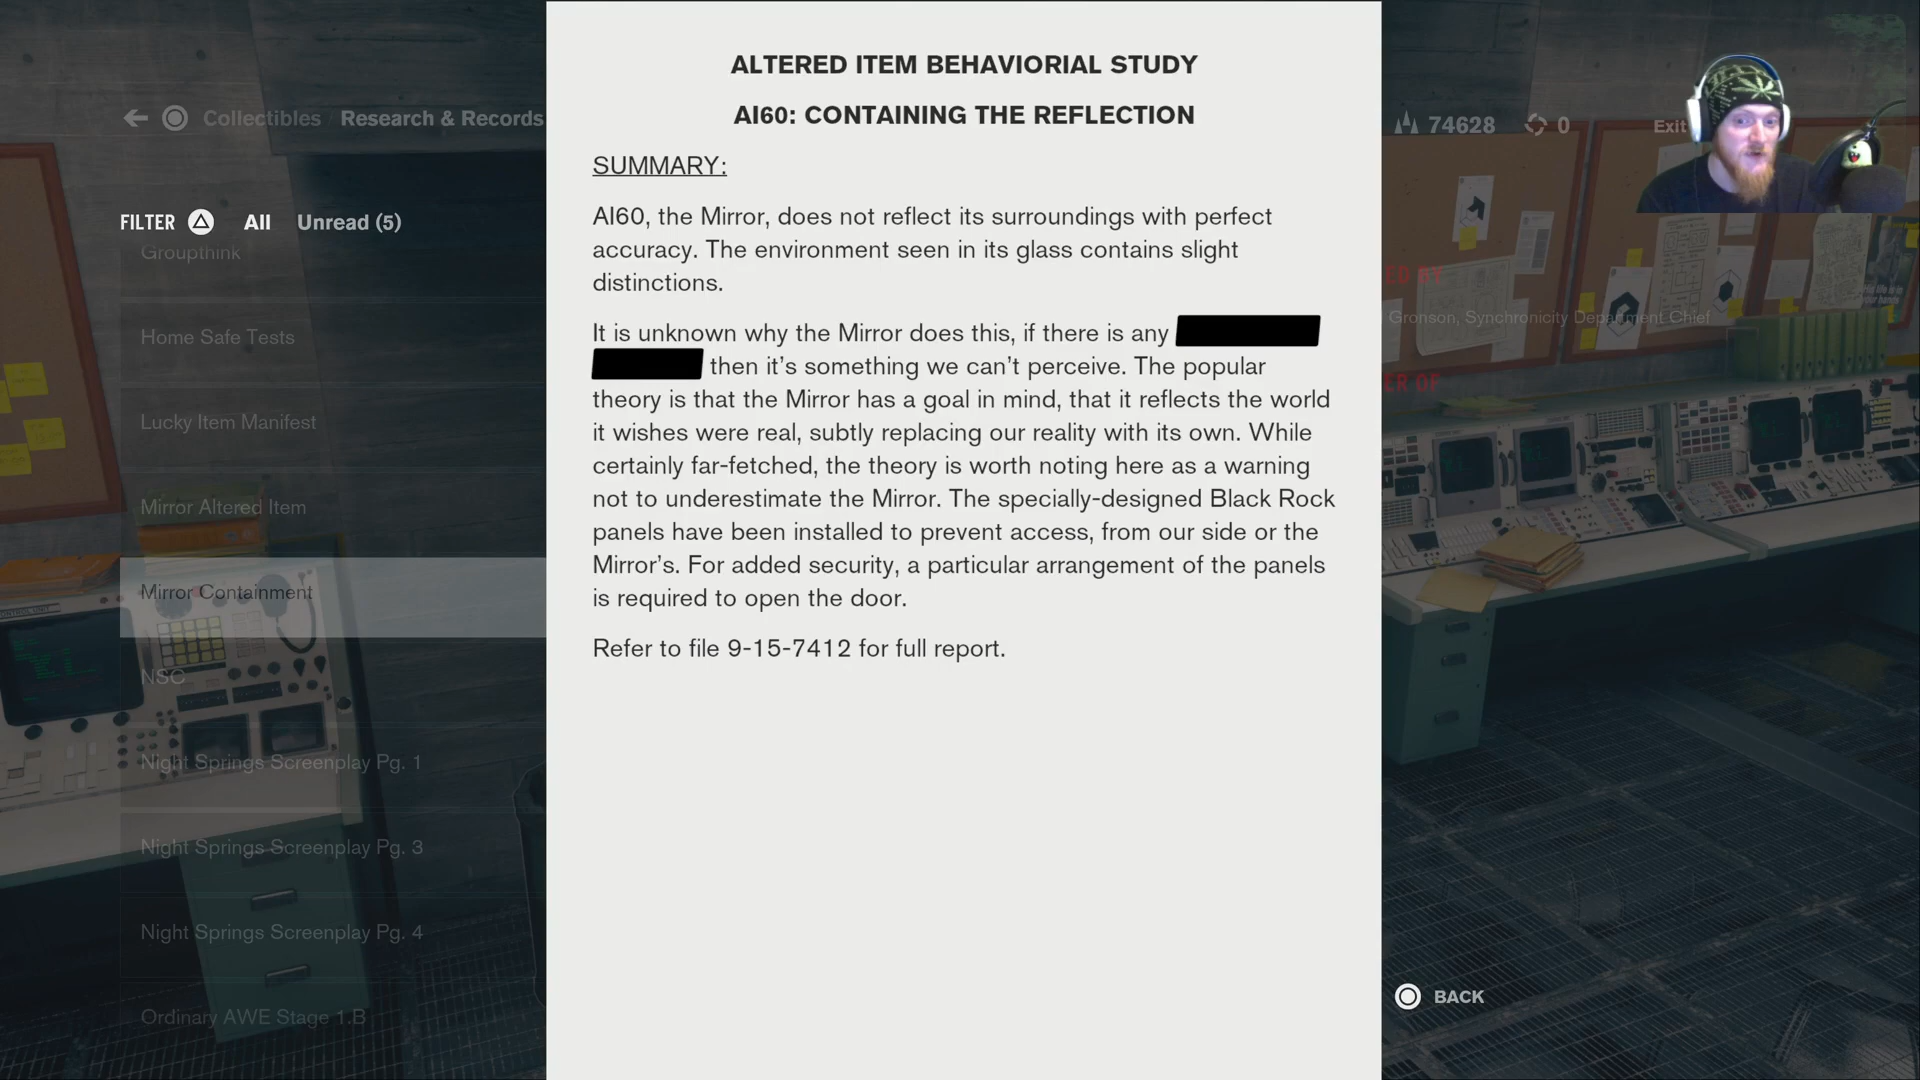 ALTERED ITEM BEHAVIORIAL STUDY
AI60: CONTAINING THE REFLECTION
SUMMARY:
AI60, the Mirror, does not reflect its surroundings with perfect
accuracy. The environment seen in its glass contains slight
distinctions.
It is unknown why the Mirror does this, if there is any
then it's something we can't perceive. The popular
theory is that the Mirror has a goal in mind, that it reflects the world
it wishes were real, subtly replacing our reality with its own. While
certainly far-fetched, the theory is worth noting here as a warning
not to underestimate the Mirror. The specially-designed Black Rock
panels have been installed to prevent access, from our side or the
Mirror's. For added security, a particular arrangement of the panels
is required to open the door.
Refer to file 9-15-7412 for full report.
Collectibles / Research & Records
FILTER All Unread (5)
Groupthink
Home Safe Tests
Lucky Item Manifest
Mirror Altered Item
Mirror Containment
NSC
Night Springs Screenplay Pg. 1
Night Springs Screenplay Pg. 3
Night Springs Screenplay Pg. 4
Ordinary AWE Stage 1.B
74628 0 Exit
ED BY
Gronson, Synchronicity Department Chief
ER OF
BACK